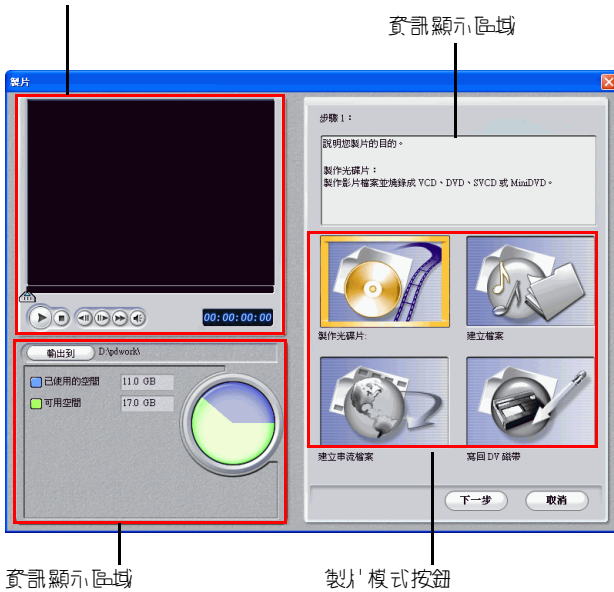 資訊顯示區域
製片
步驟 1：
說明您製片的目的。
製作光碟片：
製作影片檔案並燒錄成 VCD、DVD、SVCD 或 MiniDVD。
00:00:00:00
製作光碟片:
建立檔案
輸出到 D:\pdwork\
已使用的空間 11.0 GB
可用空間 17.0 GB
建立串流檔案
寫回 DV 磁帶
下一步
取消
資訊顯示區域
製片模式按鈕